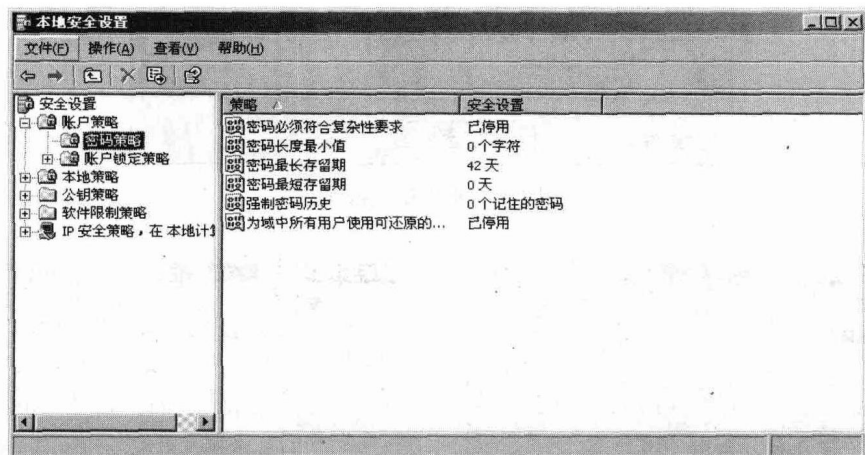 本地安全设置
文件(F) 操作(A) 查看(V) 帮助(H)
安全设置
账户策略
密码策略
账户锁定策略
本地策略
公钥策略
软件限制策略
IP 安全策略，在 本地计
策略 安全设置
密码必须符合复杂性要求 已停用
密码长度最小值 0 个字符
密码最长存留期 42 天
密码最短存留期 0 天
强制密码历史 0 个记住的密码
为域中所有用户使用可还原的... 已停用